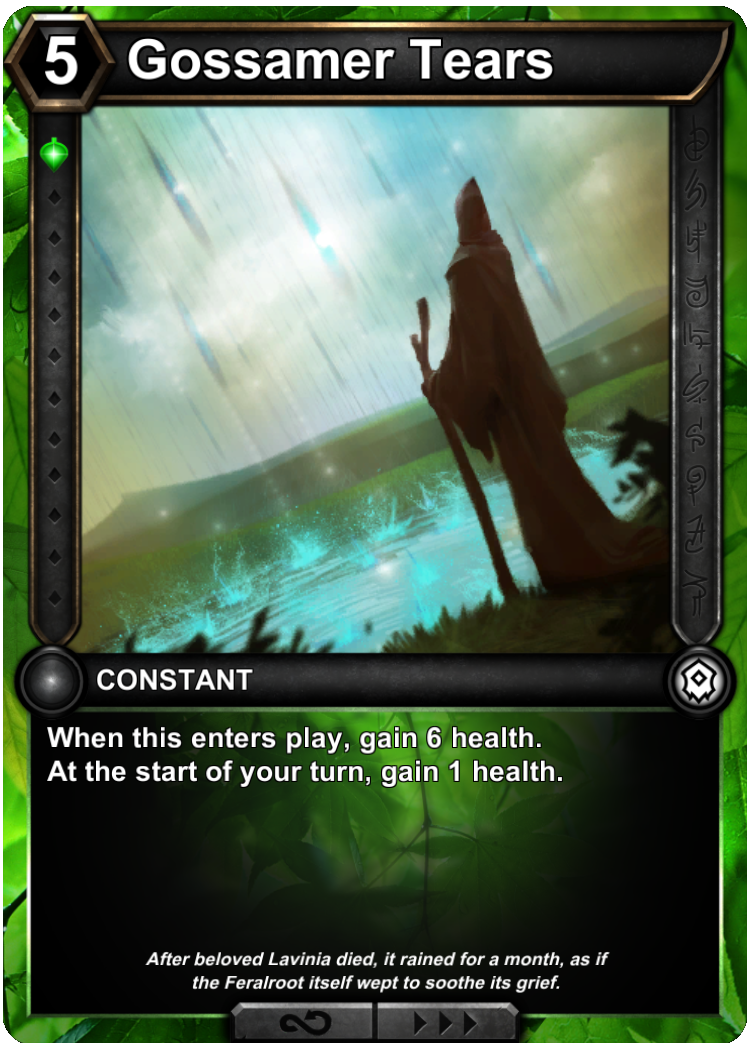 5
Gossamer Tears
CONSTANT
When this enters play, gain 6 health.
At the start of your turn, gain 1 health.
After beloved Lavinia died, it rained for a month, as if
the Feralroot itself wept to soothe its grief.